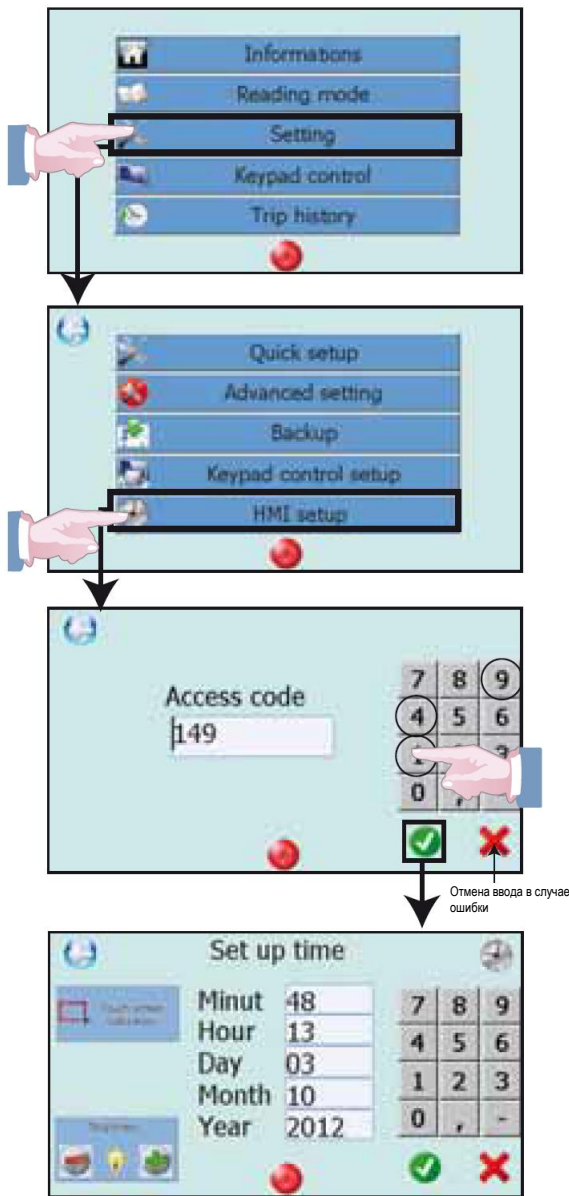 Informations
Reading mode
Setting
Keypad control
Trip history
Quick setup
Advanced setting
Backup
Keypad control setup
HMI setup
Access code
149
7 8 9
4 5 6
1 3
0 ,
Отмена ввода в случае
ошибки
Set up time
Minut 48
Hour 13
Day 03
Month 10
Year 2012
7 8 9
4 5 6
1 2 3
0 , -